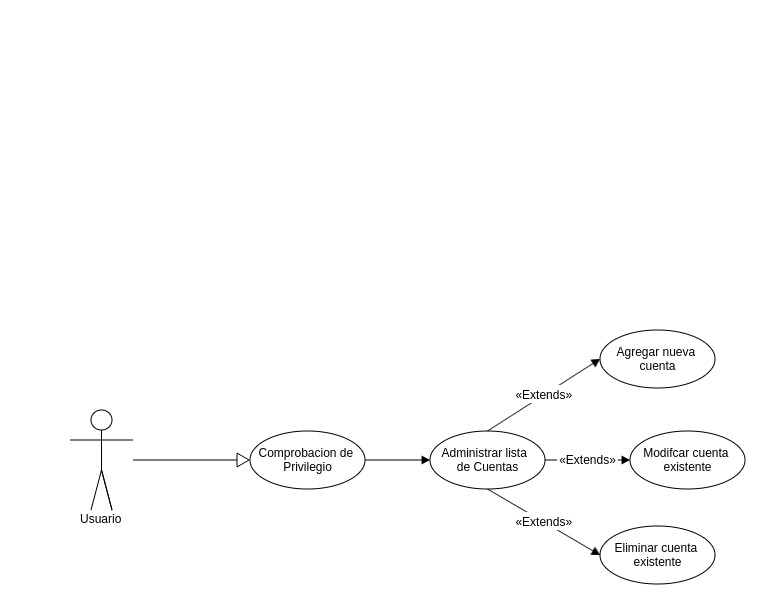 Agregar nueva
cuenta
«Extends»
Comprobacion de
Privilegio
Administrar lista
de Cuentas
«Extends»
Modifcar cuenta
existente
Usuario
«Extends»
Eliminar cuenta
existente